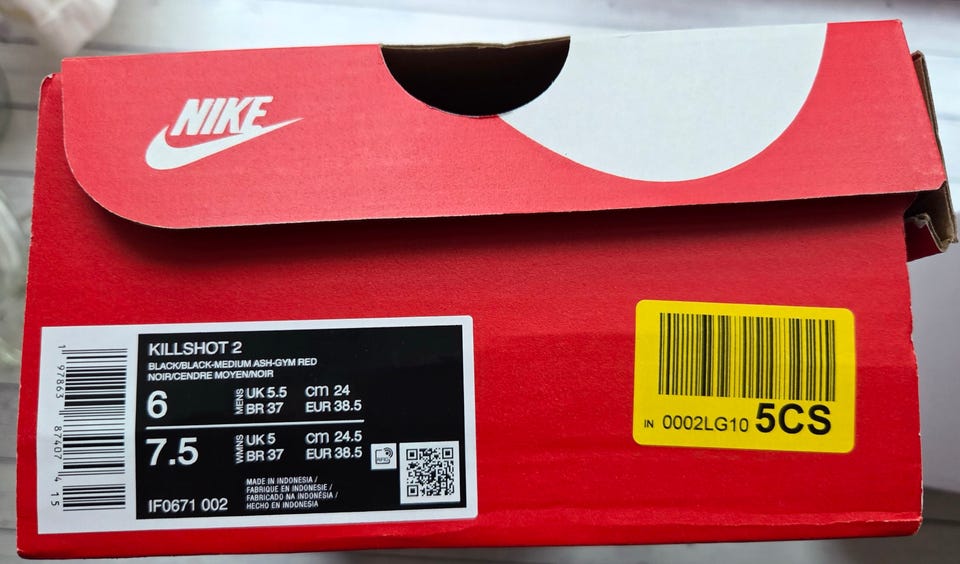 NIKE
KILLSHOT 2
BLACK/BLACK-MEDIUM ASH-GYM RED
NOIR/CENDRE MOYEN/NOIR
6
MENS
UK 5.5 cm 24
BR 37 EUR 38.5
7.5
WMNS
UK 5 cm 24.5
BR 37 EUR 38.5
RFID
MADE IN INDONESIA /
FABRIQUE EN INDONESIE /
FABRICADO NA INDONÉSIA /
HECHO EN INDONESIA
IF0671 002
1 97863 87407 4 15
IN 0002LG10 5CS